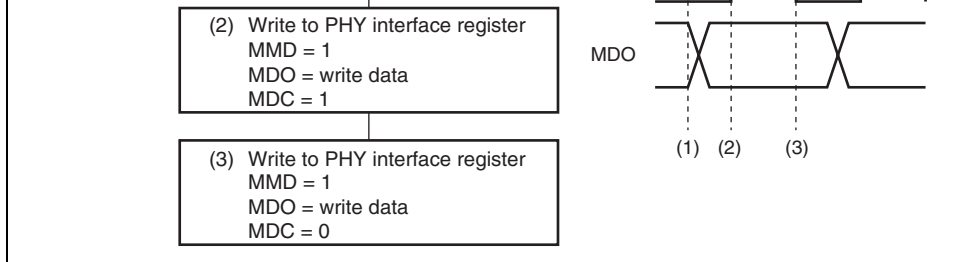 (2) Write to PHY interface register
MMD = 1
MDO = write data
MDC = 1
MDO
(1) (2) (3)
(3) Write to PHY interface register
MMD = 1
MDO = write data
MDC = 0